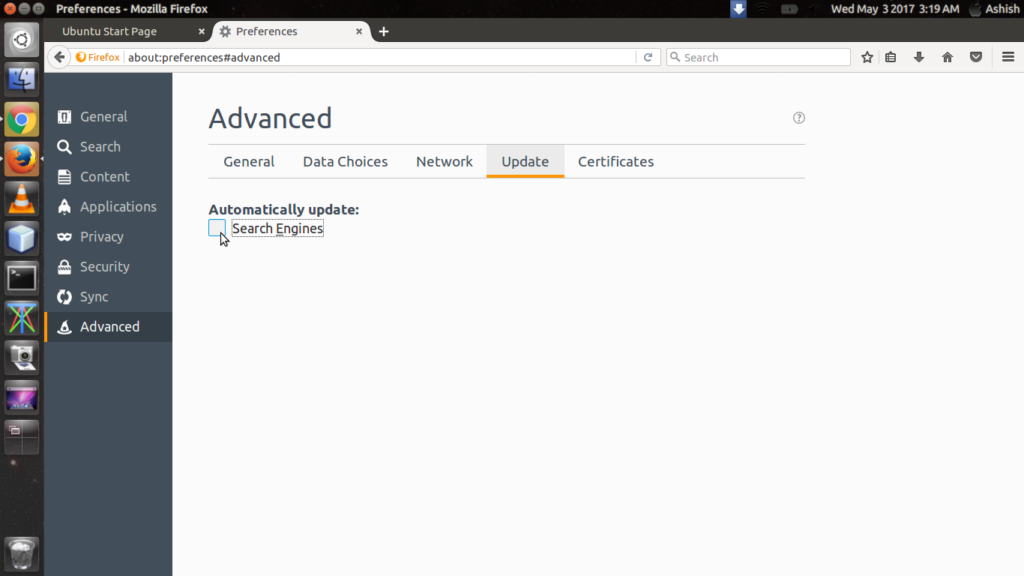 Preferences - Mozilla Firefox
Wed May 3 2017 3:19 AM Ashish
Ubuntu Start Page
Preferences
Firefox about:preferences#advanced
Search
General
Search
Content
Applications
Privacy
Security
Sync
Advanced
Advanced
General Data Choices Network Update Certificates
Automatically update:
Search Engines